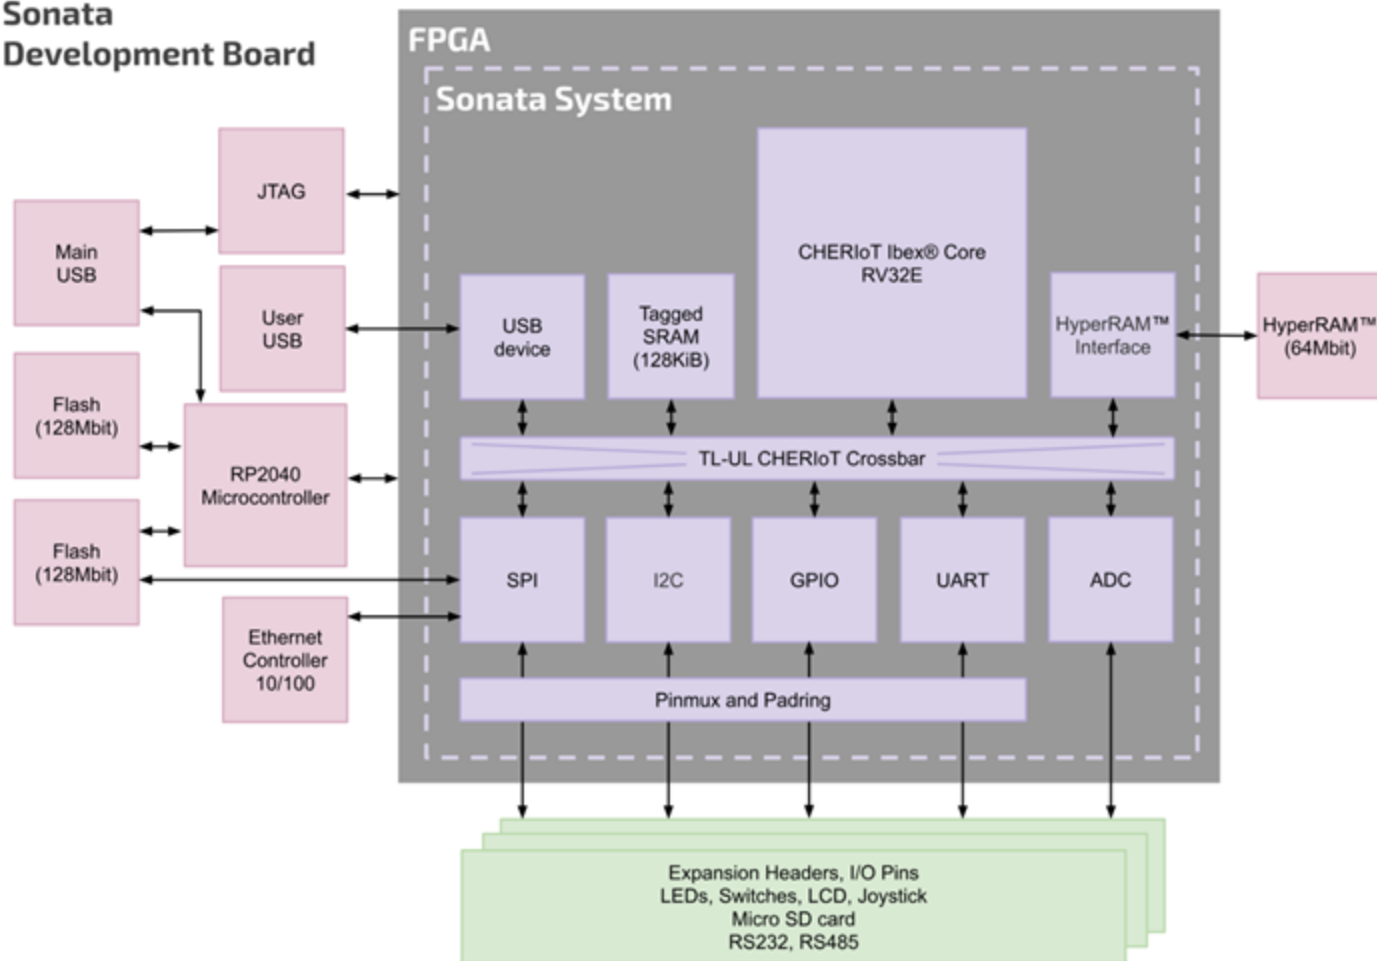 Sonata
Development Board
FPGA
Sonata System
JTAG
Main
USB
User
USB
Flash
(128Mbit)
RP2040
Microcontroller
Flash
(128Mbit)
Ethernet
Controller
10/100
USB
device
Tagged
SRAM
(128KiB)
CHERIoT Ibex® Core
RV32E
HyperRAM™
Interface
HyperRAM™
(64Mbit)
TL-UL CHERIoT Crossbar
SPI
I2C
GPIO
UART
ADC
Pinmux and Padring
Expansion Headers, I/O Pins
LEDs, Switches, LCD, Joystick
Micro SD card
RS232, RS485